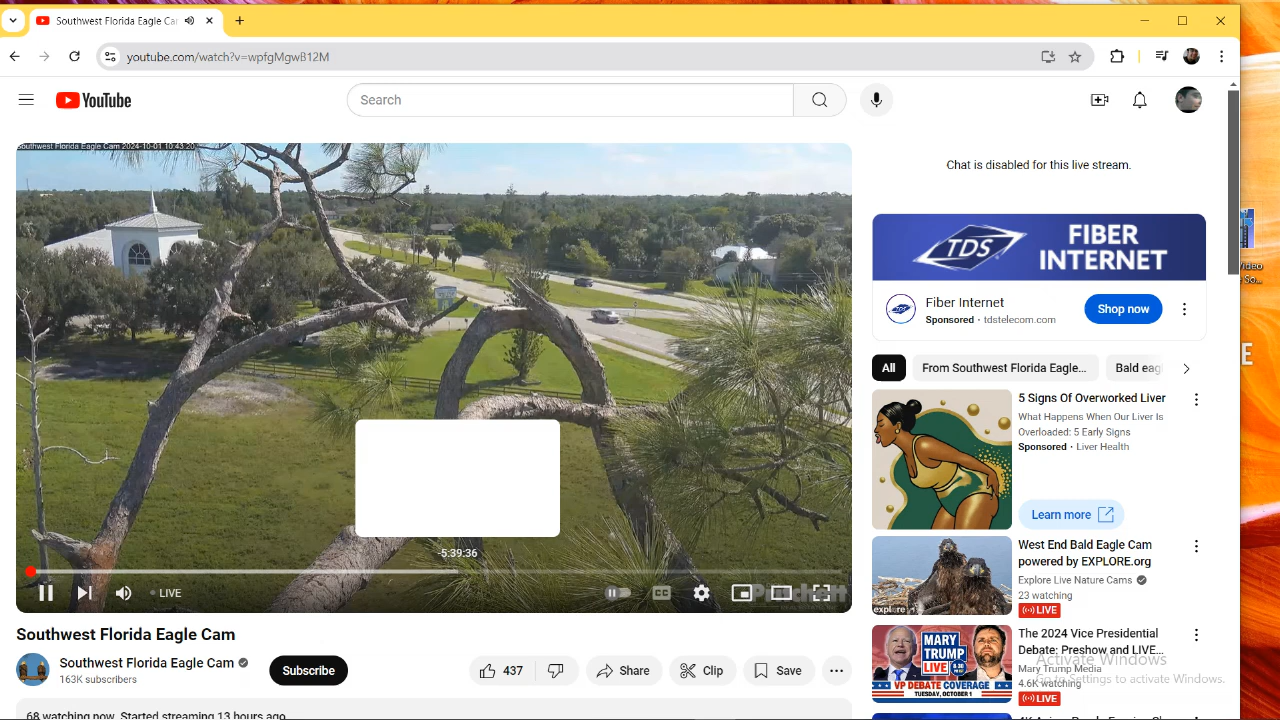 Southwest Florida Eagle Car
youtube.com/watch?v=wpfgMgwB12M
YouTube
Search
Southwest Florida Eagle Cam 2024-10-01 10:43:20
Chat is disabled for this live stream.
TDS
FIBER
INTERNET
Fiber Internet
Sponsored · tdstelecom.com
Shop now
All
From Southwest Florida Eagle...
Bald eag
5 Signs Of Overworked Liver
What Happens When Our Liver Is
Overloaded: 5 Early Signs
Sponsored · Liver Health
Learn more
West End Bald Eagle Cam
powered by EXPLORE.org
Explore Live Nature Cams
23 watching
LIVE
explore
The 2024 Vice Presidential
Debate: Preshow and LIVE...
Mary Trump Media
4.6K watching
LIVE
MARY
TRUMP
LIVE
VP DEBATE COVERAGE
TUESDAY, OCTOBER 1
Activate Windows
Go to Settings to activate Windows.
-5:39:36
LIVE
CC
Southwest Florida Eagle Cam
Southwest Florida Eagle Cam
163K subscribers
Subscribe
437
Share
Clip
Save
68 watching now Started streaming 13 hours ago